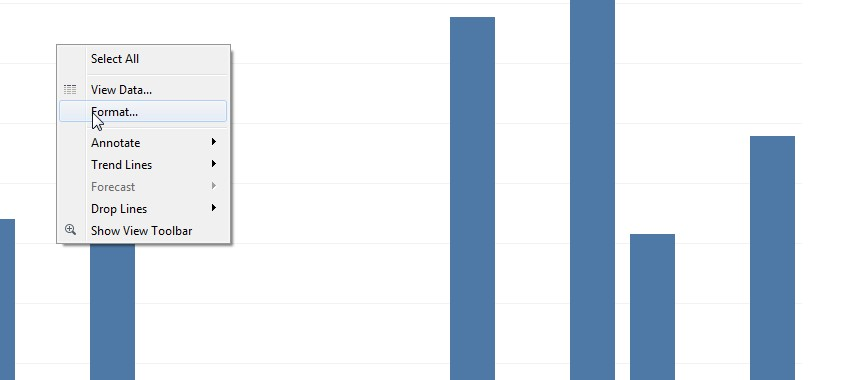 Select All
View Data...
Format...
Annotate
Trend Lines
Forecast
Drop Lines
Show View Toolbar